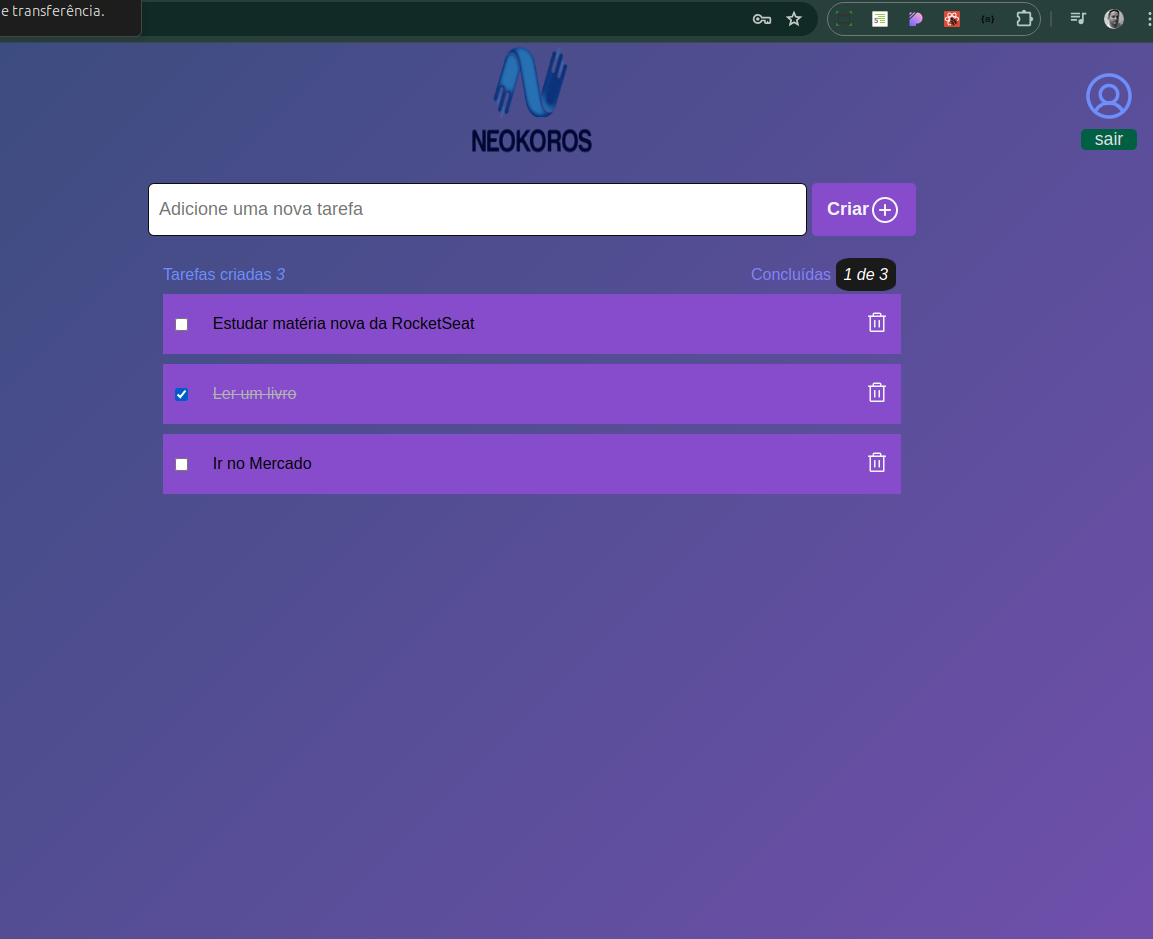 e transferência.
NEOKOROS
sair
Adicione uma nova tarefa
Criar
Tarefas criadas 3
Concluídas 1 de 3
Estudar matéria nova da RocketSeat
Ler um livro
Ir no Mercado